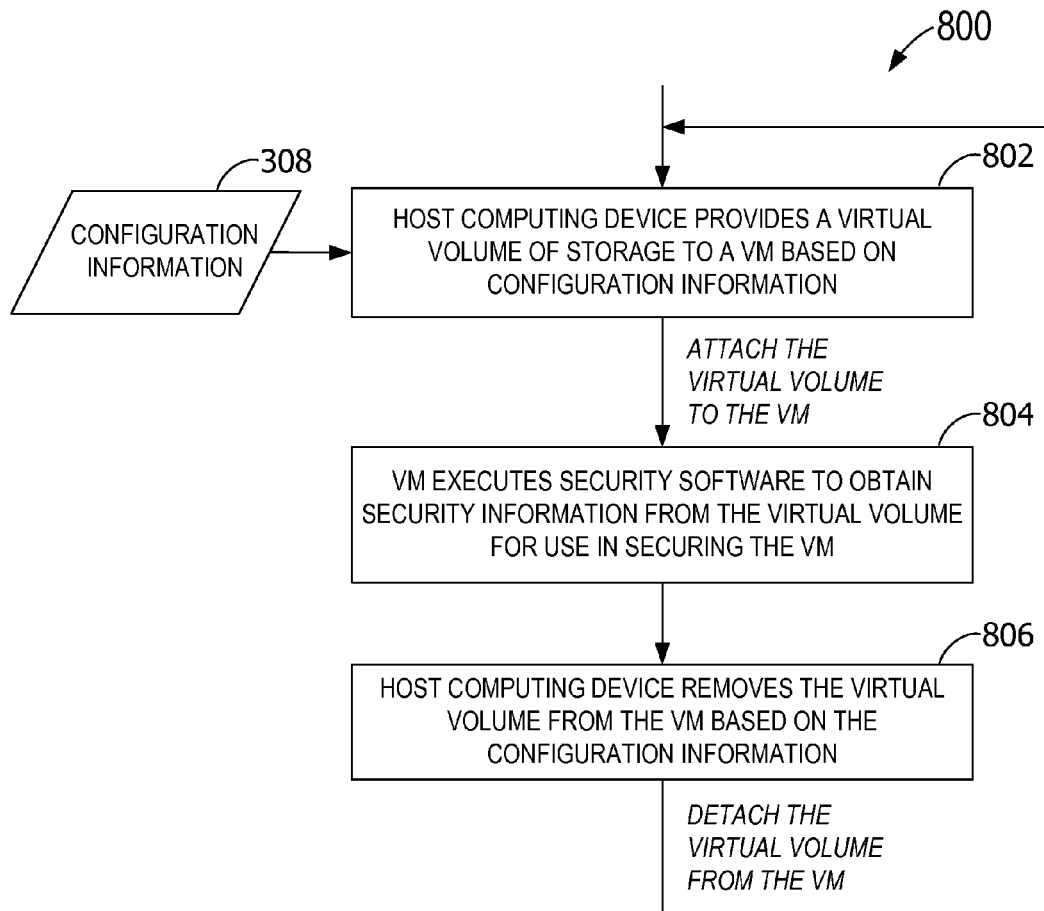 800
308
CONFIGURATION
INFORMATION
802
HOST COMPUTING DEVICE PROVIDES A VIRTUAL
VOLUME OF STORAGE TO A VM BASED ON
CONFIGURATION INFORMATION
ATTACH THE
VIRTUAL VOLUME
TO THE VM
804
VM EXECUTES SECURITY SOFTWARE TO OBTAIN
SECURITY INFORMATION FROM THE VIRTUAL VOLUME
FOR USE IN SECURING THE VM
806
HOST COMPUTING DEVICE REMOVES THE VIRTUAL
VOLUME FROM THE VM BASED ON THE
CONFIGURATION INFORMATION
DETACH THE
VIRTUAL VOLUME
FROM THE VM